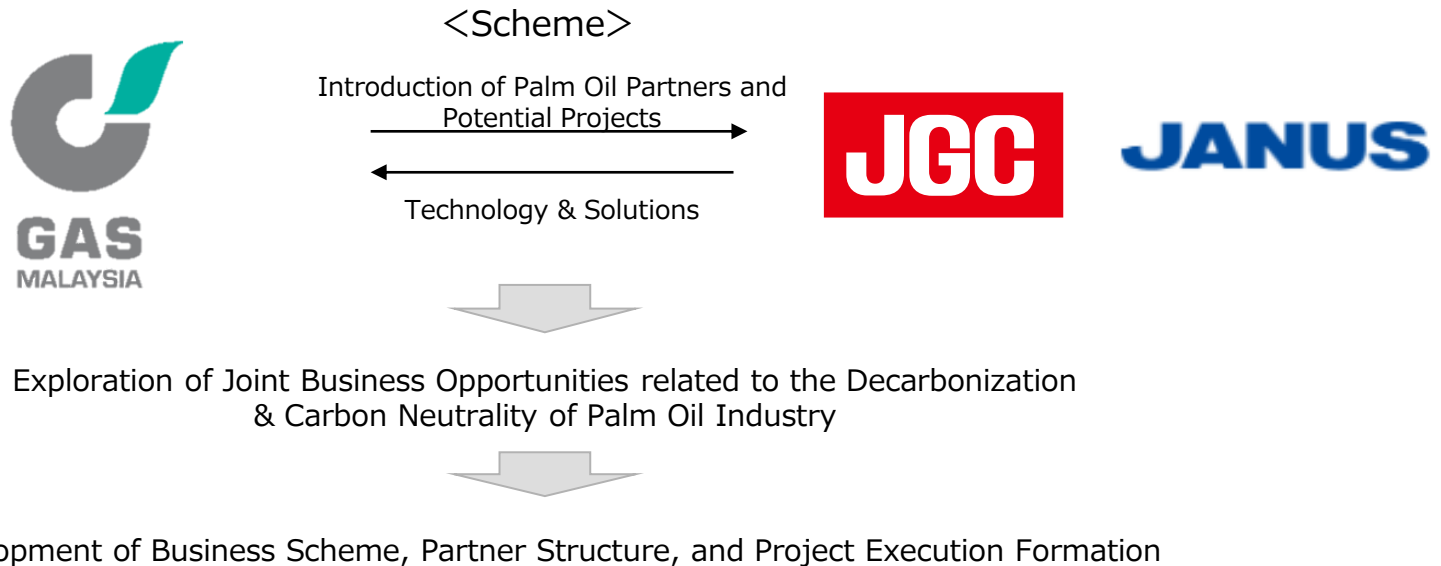 <Scheme>
Introduction of Palm Oil Partners and
Potential Projects
GAS
MALAYSIA
JGC
JANUS
Technology & Solutions
Exploration of Joint Business Opportunities related to the Decarbonization
& Carbon Neutrality of Palm Oil Industry
opment of Business Scheme, Partner Structure, and Project Execution Formation